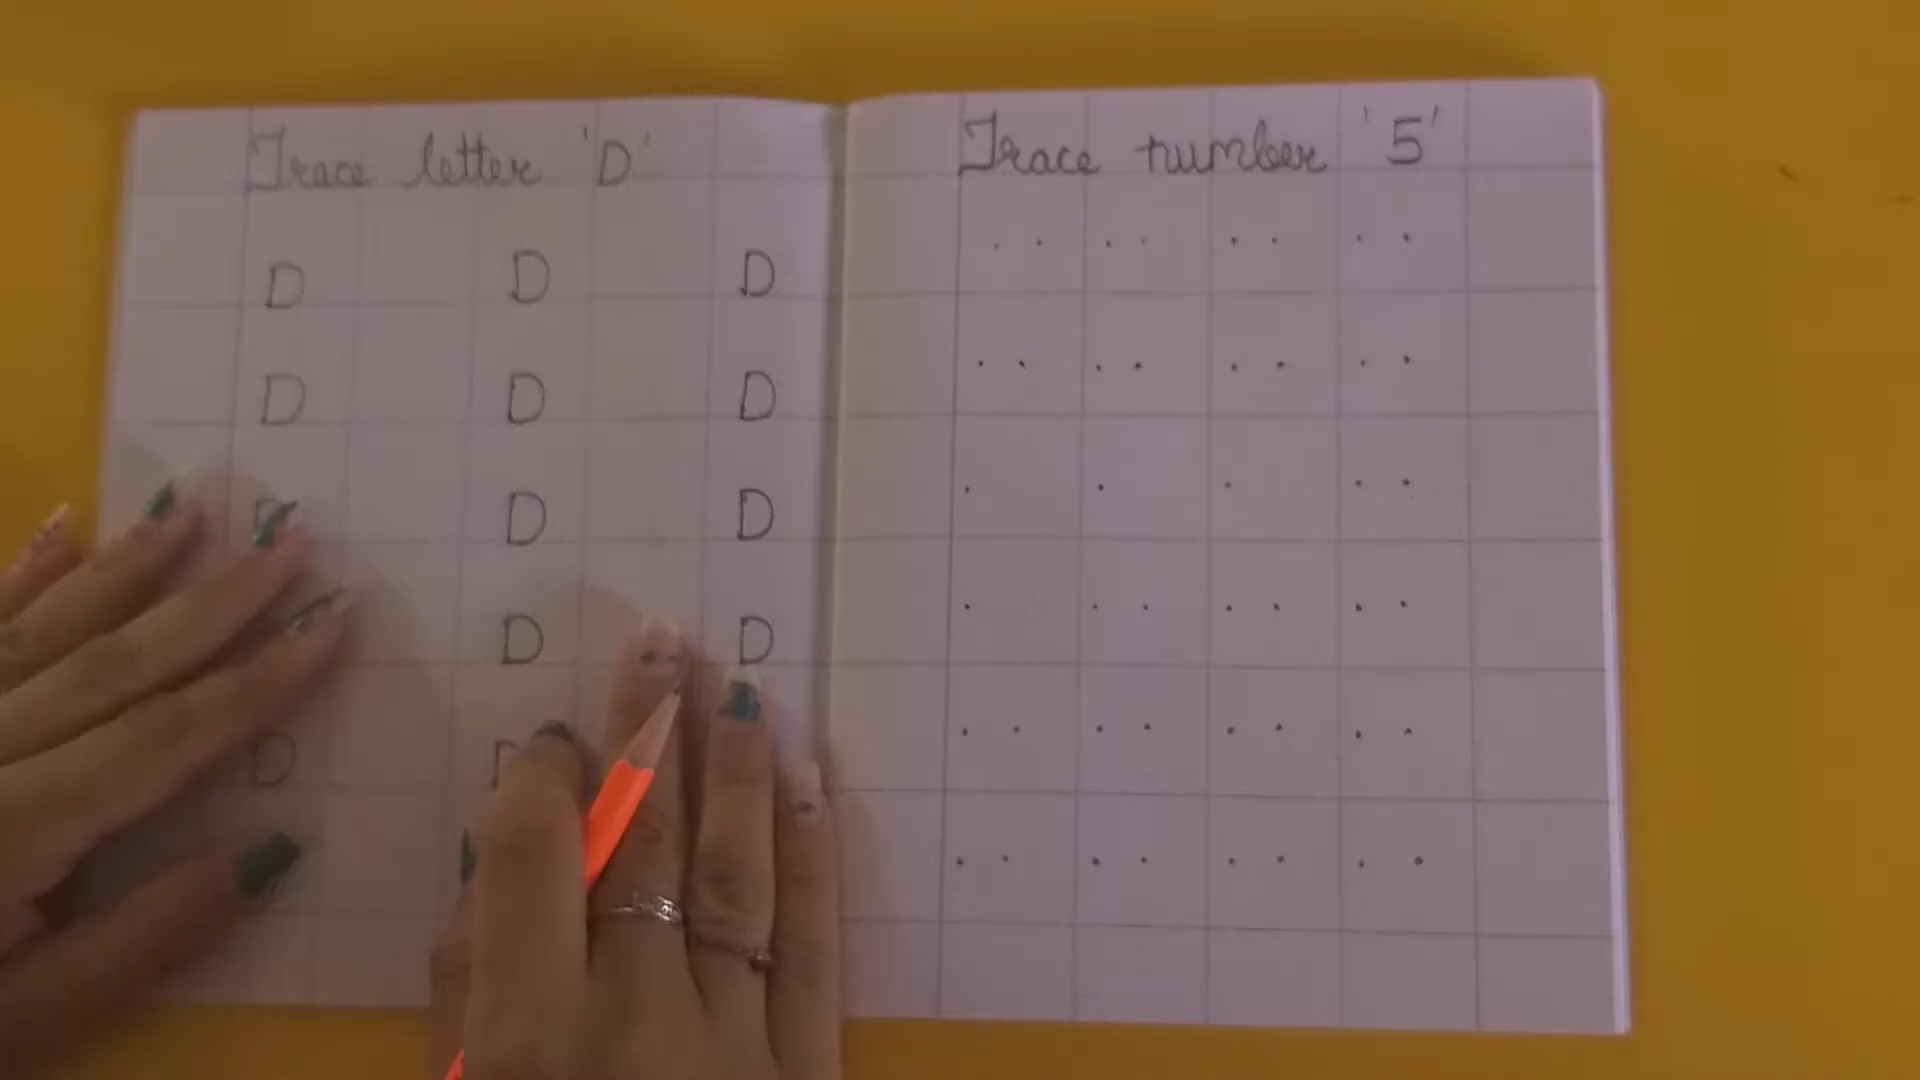 Trace letter 'D'
D D D
D D D
D D D
D D
D
Trace number '5'